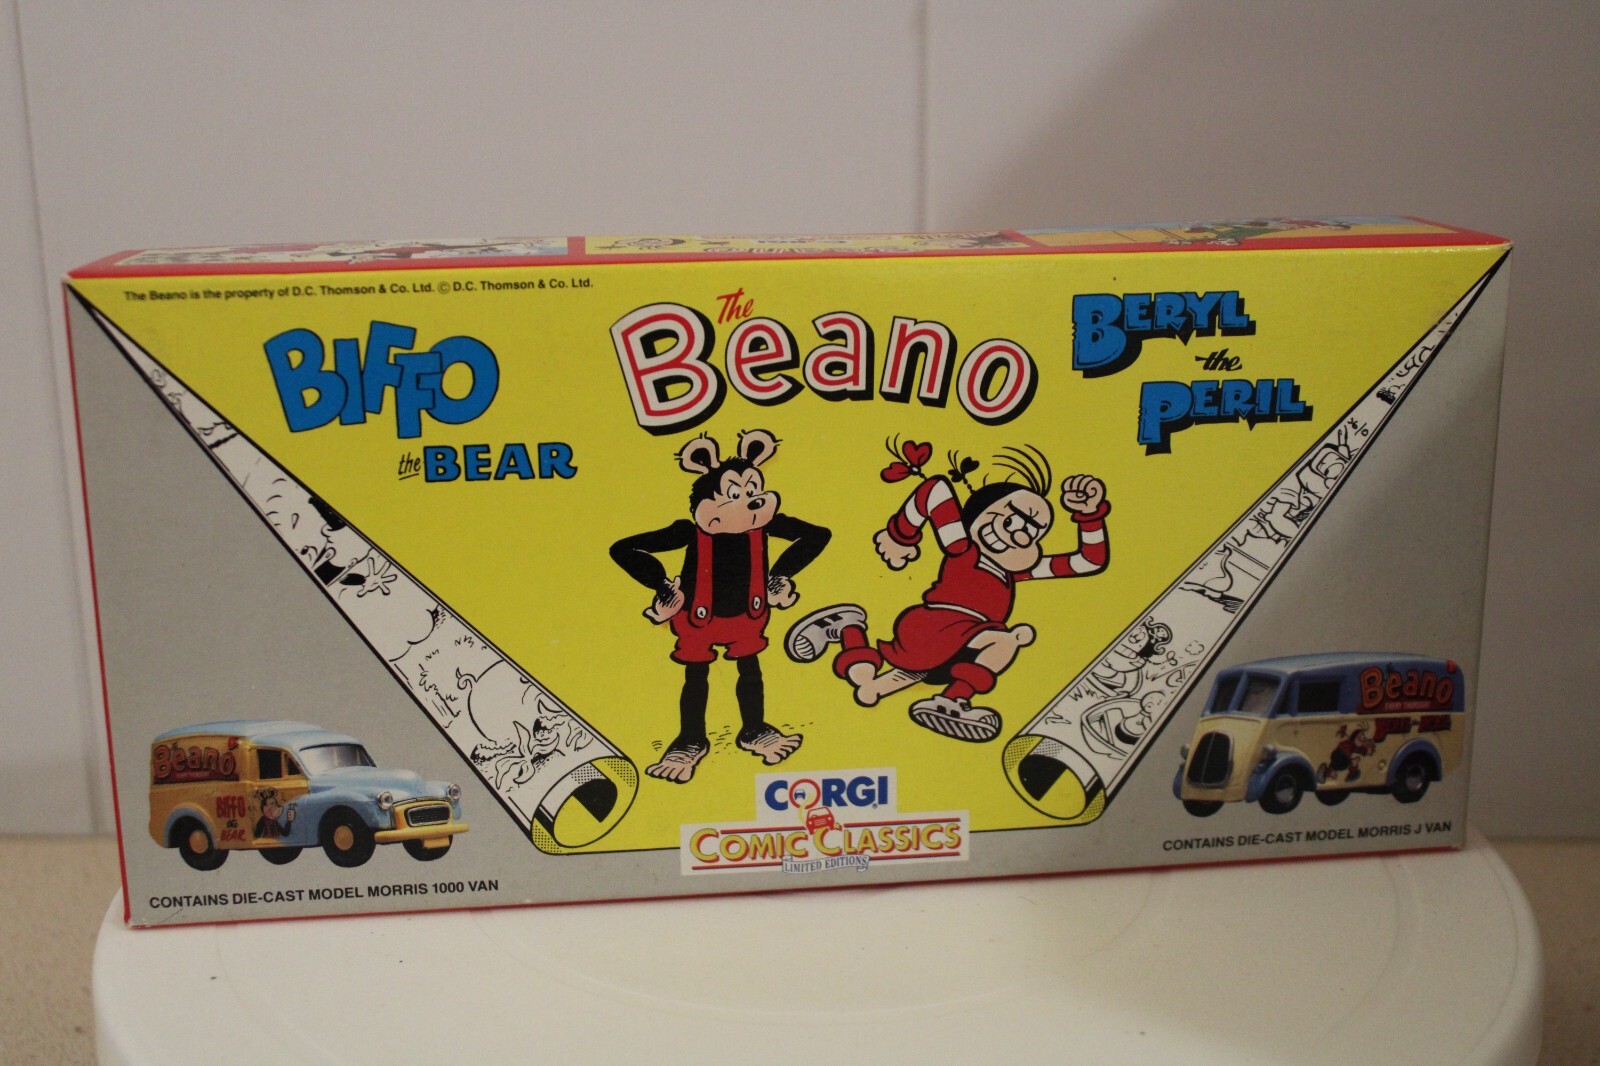 The Beano is the property of D.C. Thomson & Co. Ltd. © D.C. Thomson & Co. Ltd.
BIFFO
the BEAR
The
Beano
BERYL
the
PERIL
Beano
BIFFO
the
BEAR
CONTAINS DIE-CAST MODEL MORRIS 1000 VAN
CORGI
COMIC CLASSICS
LIMITED EDITIONS
Beano
CONTAINS DIE-CAST MODEL MORRIS J VAN